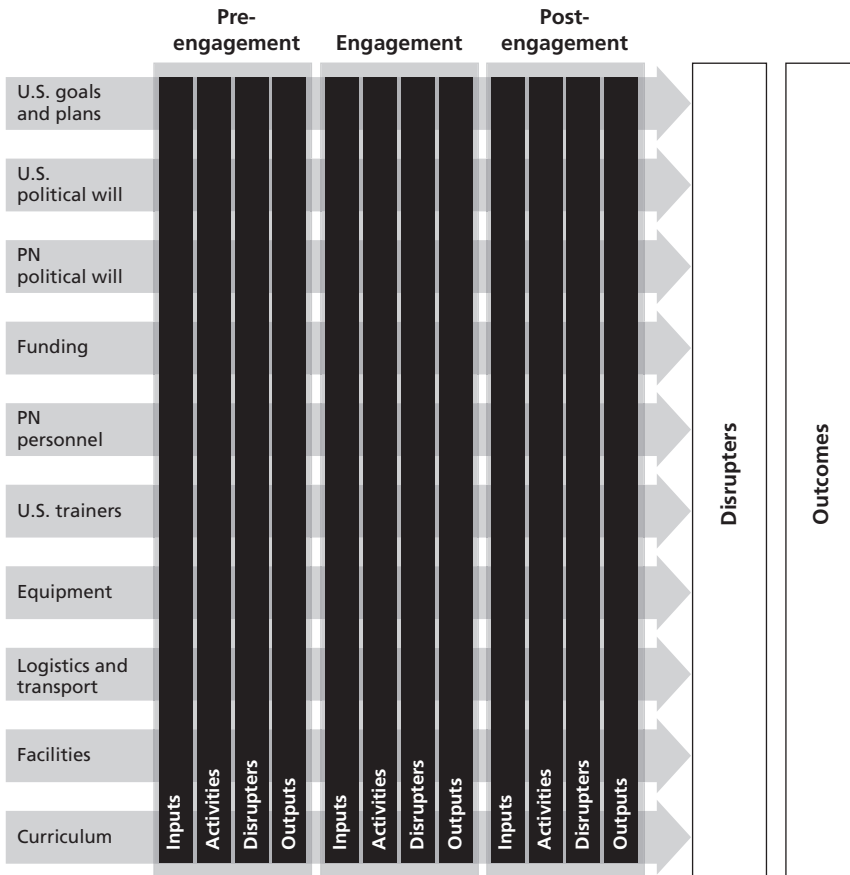 Pre-
engagement
Engagement
Post-
engagement
U.S. goals
and plans
U.S.
political will
PN
political will
Funding
PN
personnel
U.S. trainers
Equipment
Logistics and
transport
Facilities
Curriculum
Inputs
Activities
Disrupters
Outputs
Inputs
Activities
Disrupters
Outputs
Inputs
Activities
Disrupters
Outputs
Disrupters
Outcomes